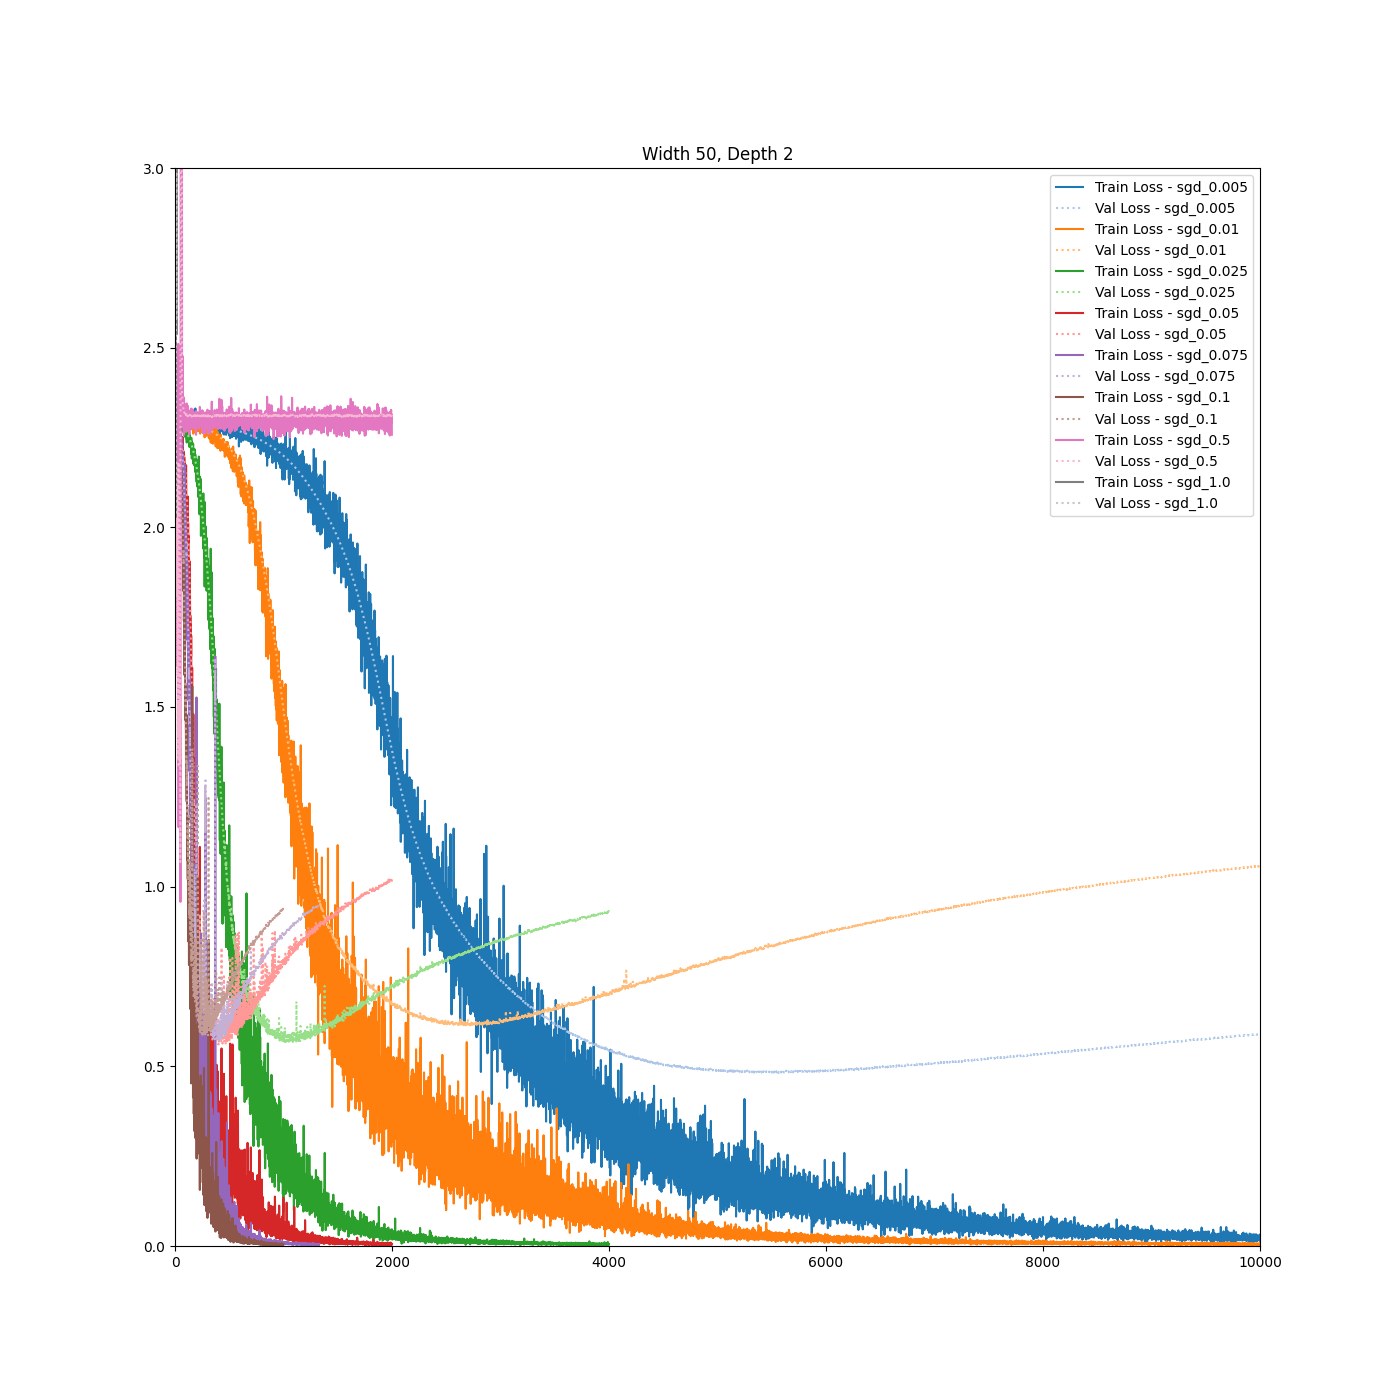 Width 50, Depth 2
3.0
2.5
2.0
1.5
1.0
0.5
0.0
0
2000
4000
6000
8000
10000
Train Loss - sgd_0.005
Val Loss - sgd_0.005
Train Loss - sgd_0.01
Val Loss - sgd_0.01
Train Loss - sgd_0.025
Val Loss - sgd_0.025
Train Loss - sgd_0.05
Val Loss - sgd_0.05
Train Loss - sgd_0.075
Val Loss - sgd_0.075
Train Loss - sgd_0.1
Val Loss - sgd_0.1
Train Loss - sgd_0.5
Val Loss - sgd_0.5
Train Loss - sgd_1.0
Val Loss - sgd_1.0